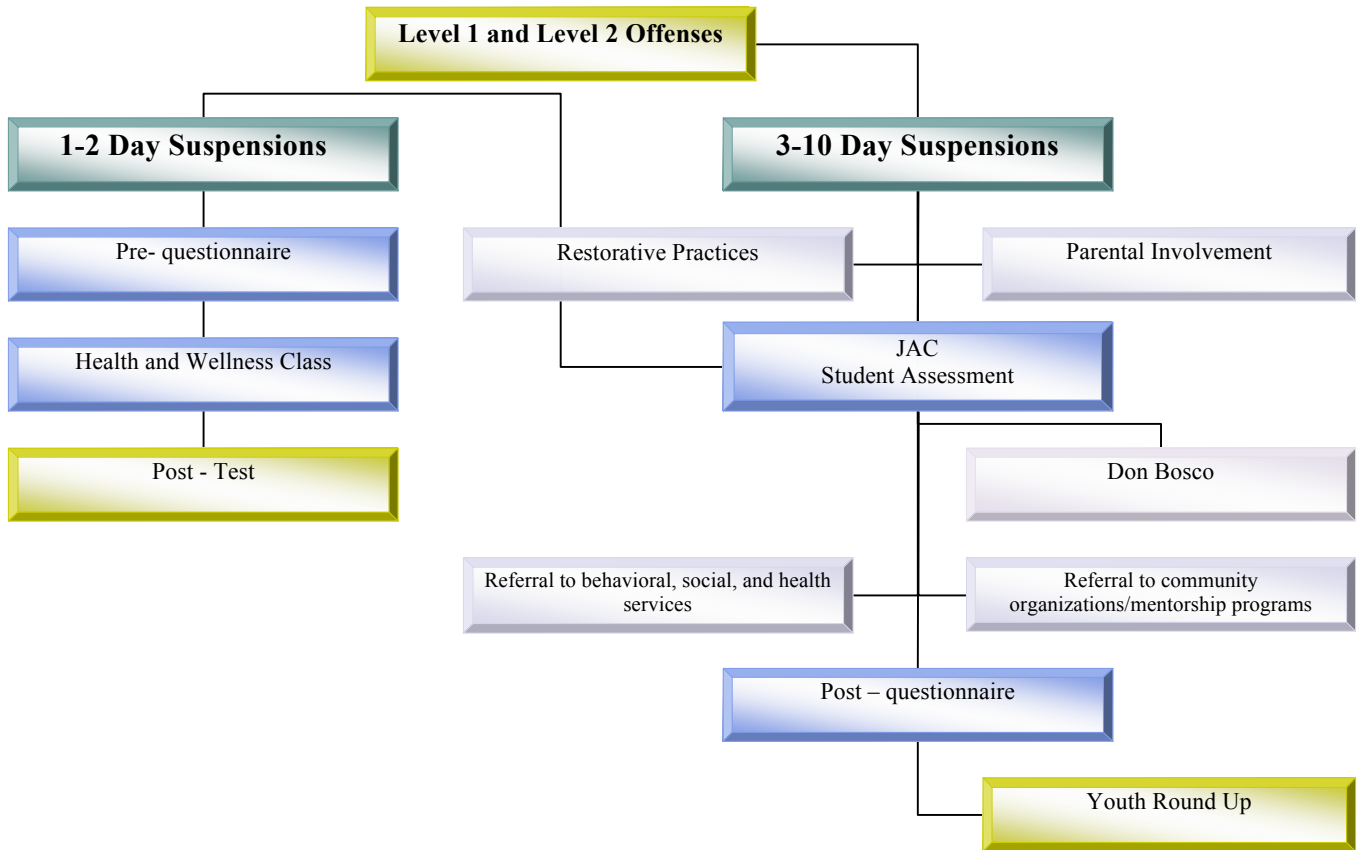 Level 1 and Level 2 Offenses
1-2 Day Suspensions
3-10 Day Suspensions
Pre- questionnaire
Restorative Practices
Parental Involvement
Health and Wellness Class
JAC
Student Assessment
Post - Test
Don Bosco
Referral to behavioral, social, and health
services
Referral to community
organizations/mentorship programs
Post – questionnaire
Youth Round Up